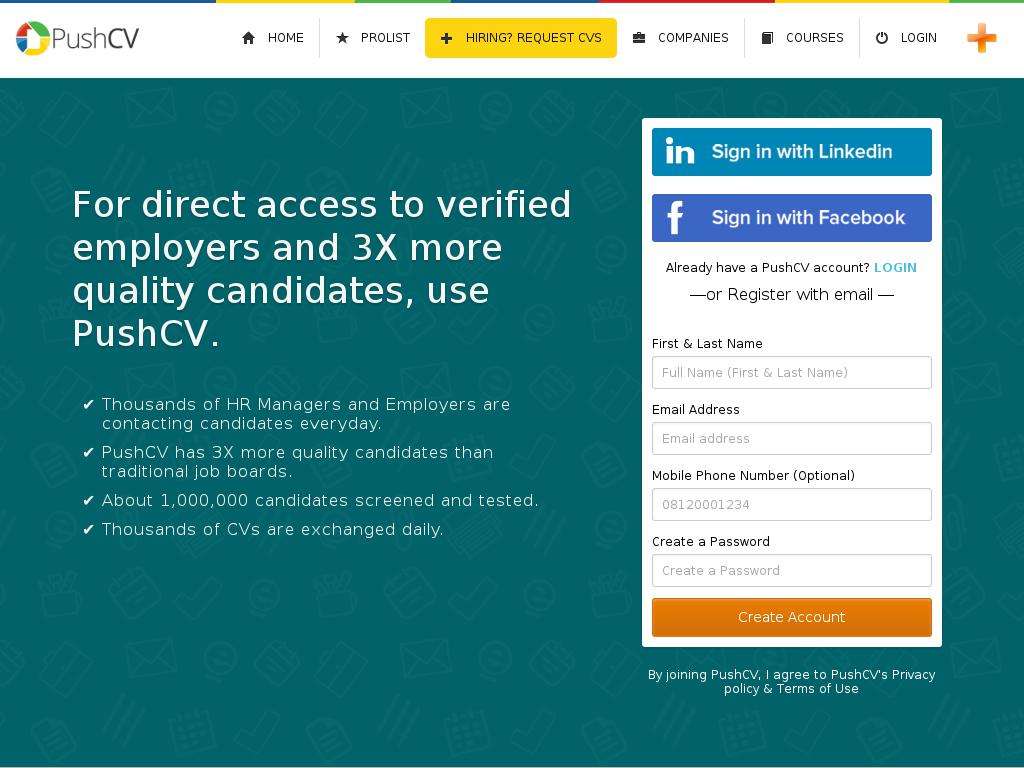 PushCV
HOME
PROLIST
HIRING? REQUEST CVS
COMPANIES
COURSES
LOGIN
For direct access to verified
employers and 3X more
quality candidates, use
PushCV.
✔ Thousands of HR Managers and Employers are
contacting candidates everyday.
✔ PushCV has 3X more quality candidates than
traditional job boards.
✔ About 1,000,000 candidates screened and tested.
✔ Thousands of CVs are exchanged daily.
in Sign in with Linkedin
f Sign in with Facebook
Already have a PushCV account? LOGIN
—or Register with email —
First & Last Name
Full Name (First & Last Name)
Email Address
Email address
Mobile Phone Number (Optional)
08120001234
Create a Password
Create a Password
Create Account
By joining PushCV, I agree to PushCV's Privacy
policy & Terms of Use